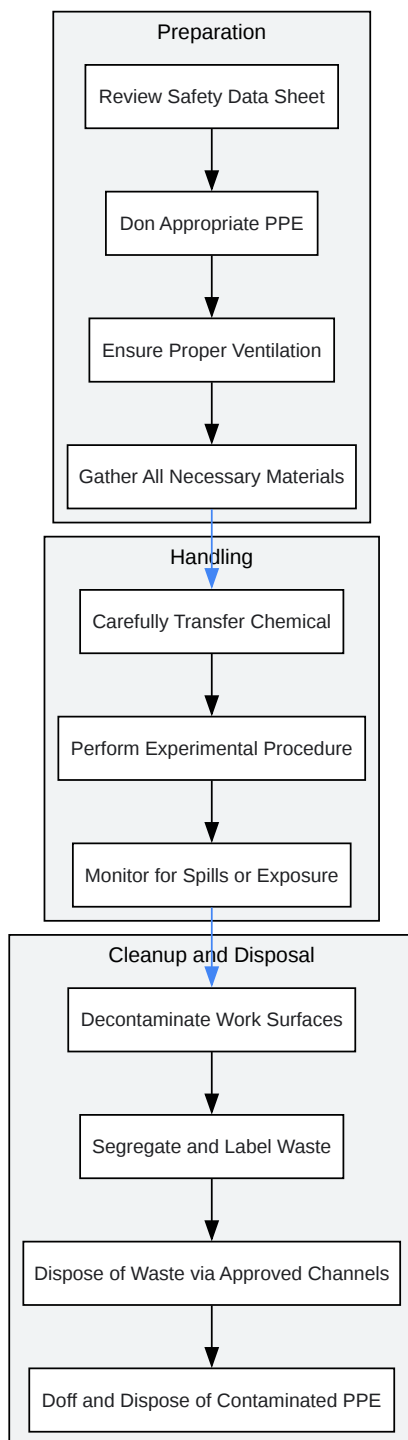 Preparation
Review Safety Data Sheet
Don Appropriate PPE
Ensure Proper Ventilation
Gather All Necessary Materials
Handling
Carefully Transfer Chemical
Perform Experimental Procedure
Monitor for Spills or Exposure
Cleanup and Disposal
Decontaminate Work Surfaces
Segregate and Label Waste
Dispose of Waste via Approved Channels
Doff and Dispose of Contaminated PPE